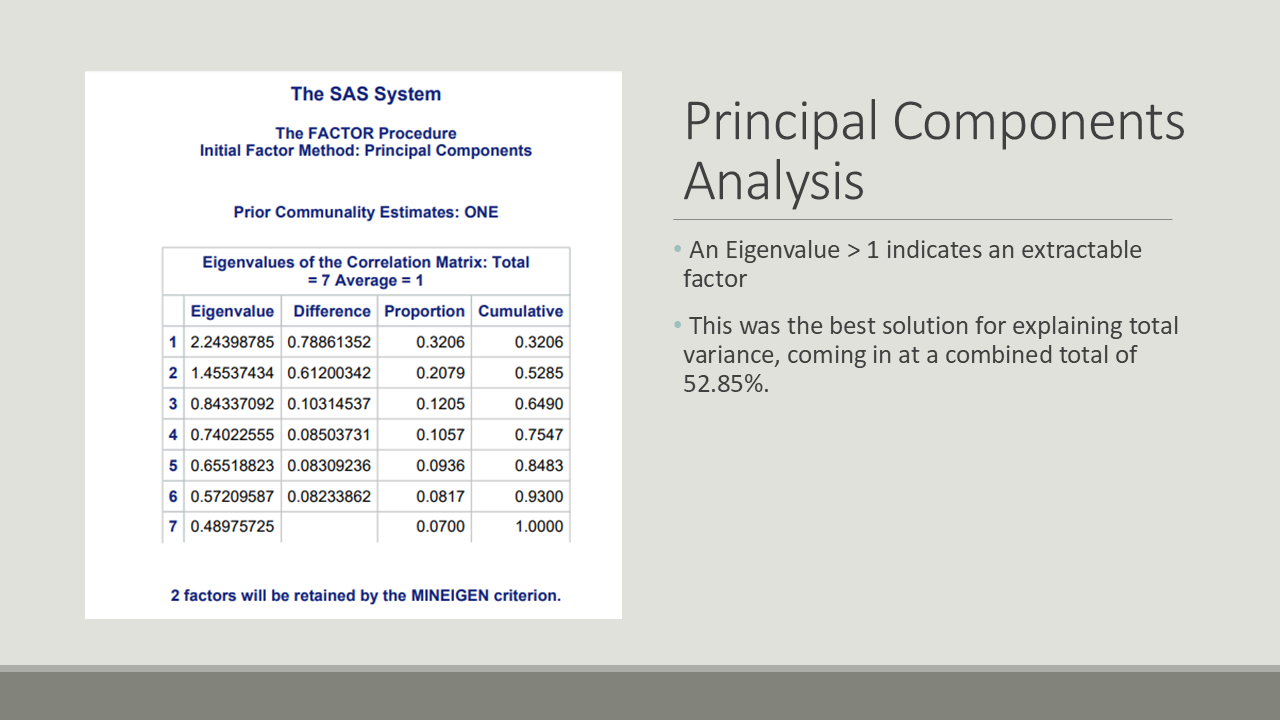 The SAS System
The FACTOR Procedure
Initial Factor Method: Principal Components
Prior Communality Estimates: ONE
Eigenvalues of the Correlation Matrix: Total
= 7 Average = 1
Eigenvalue Difference Proportion Cumulative
1 2.24398785 0.78861352 0.3206 0.3206
2 1.45537434 0.61200342 0.2079 0.5285
3 0.84337092 0.10314537 0.1205 0.6490
4 0.74022555 0.08503731 0.1057 0.7547
5 0.65518823 0.08309236 0.0936 0.8483
6 0.57209587 0.08233862 0.0817 0.9300
7 0.48975725 0.0700 1.0000
2 factors will be retained by the MINEIGEN criterion.
Principal Components
Analysis
• An Eigenvalue > 1 indicates an extractable
factor
• This was the best solution for explaining total
variance, coming in at a combined total of
52.85%.